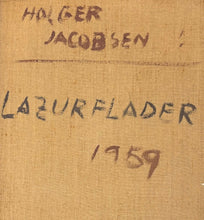 HOLGER
JACOBSEN
LAZURFLADER
1959